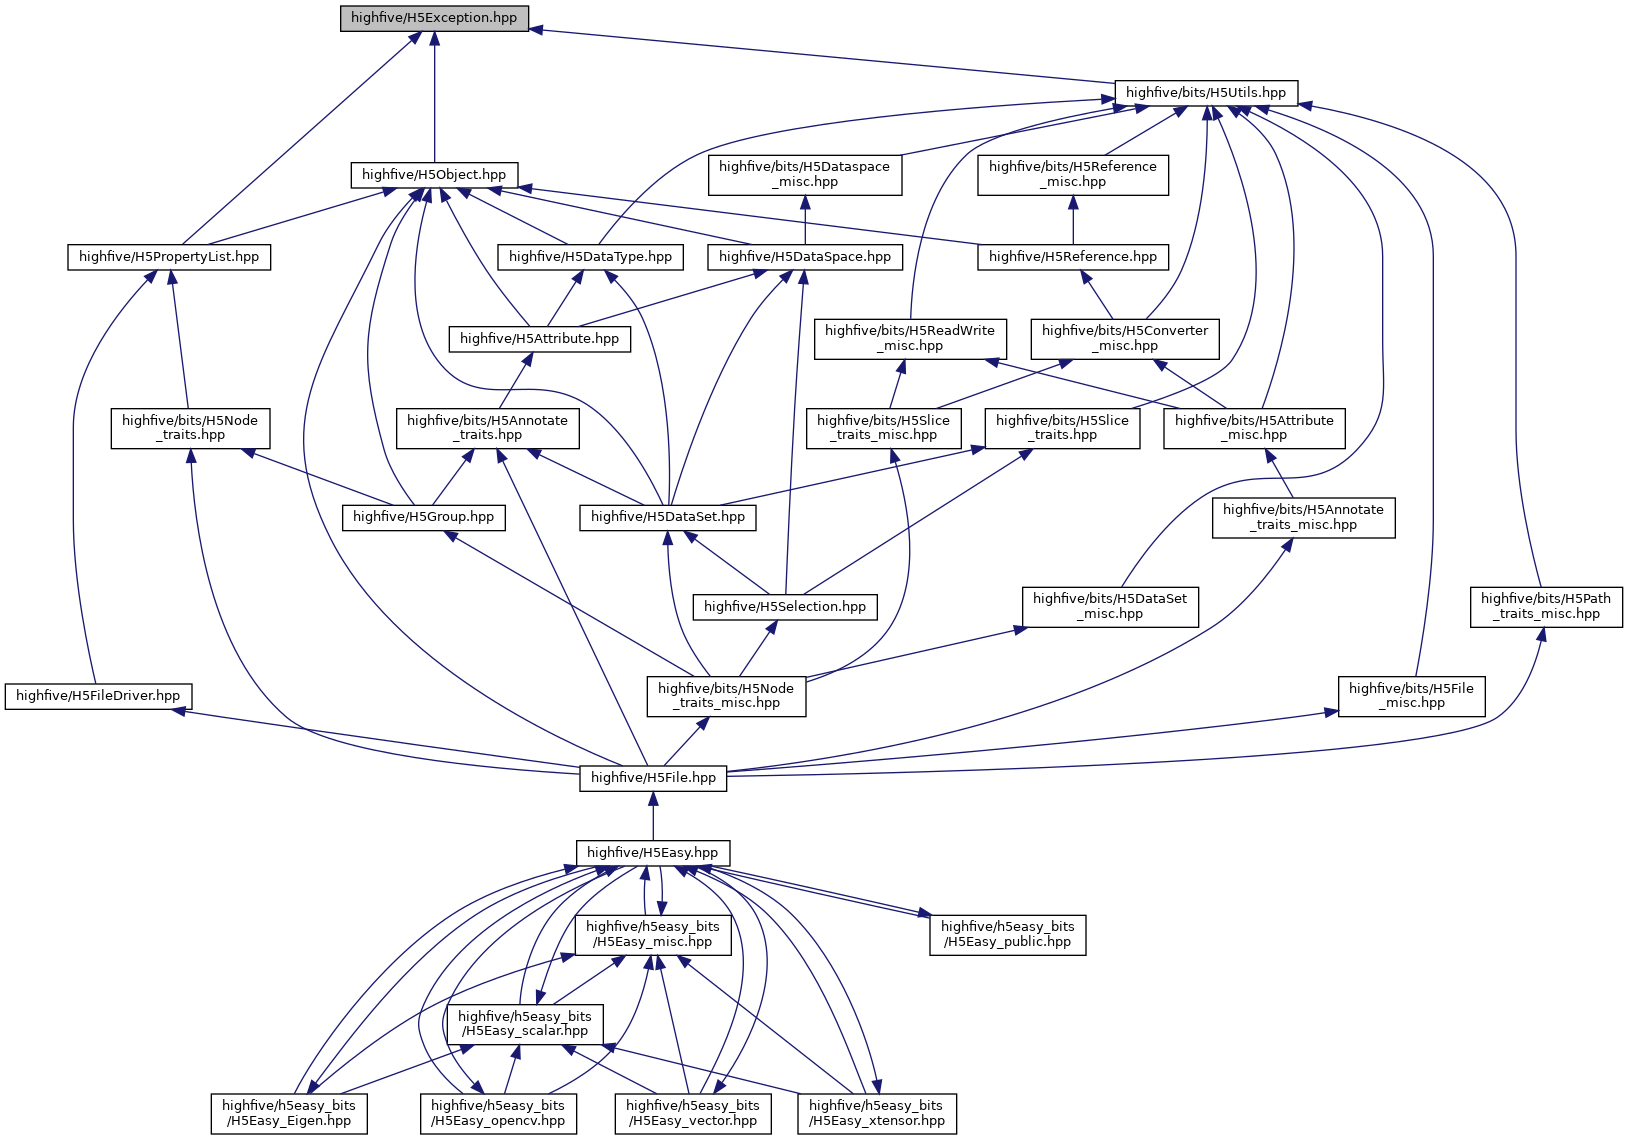 highfive/H5Exception.hpp
highfive/bits/H5Utils.hpp
highfive/H5Object.hpp
highfive/bits/H5Dataspace
_misc.hpp
highfive/bits/H5Reference
_misc.hpp
highfive/H5PropertyList.hpp
highfive/H5DataType.hpp
highfive/H5DataSpace.hpp
highfive/H5Reference.hpp
highfive/H5Attribute.hpp
highfive/bits/H5ReadWrite
_misc.hpp
highfive/bits/H5Converter
_misc.hpp
highfive/bits/H5Node
_traits.hpp
highfive/bits/H5Annotate
_traits.hpp
highfive/bits/H5Slice
_traits_misc.hpp
highfive/bits/H5Slice
_traits.hpp
highfive/bits/H5Attribute
_misc.hpp
highfive/H5Group.hpp
highfive/H5DataSet.hpp
highfive/bits/H5Annotate
_traits_misc.hpp
highfive/H5Selection.hpp
highfive/bits/H5DataSet
_misc.hpp
highfive/bits/H5Path
_traits_misc.hpp
highfive/H5FileDriver.hpp
highfive/bits/H5Node
_traits_misc.hpp
highfive/bits/H5File
_misc.hpp
highfive/H5File.hpp
highfive/H5Easy.hpp
highfive/h5easy_bits
/H5Easy_misc.hpp
highfive/h5easy_bits
/H5Easy_public.hpp
highfive/h5easy_bits
/H5Easy_scalar.hpp
highfive/h5easy_bits
/H5Easy_Eigen.hpp
highfive/h5easy_bits
/H5Easy_opencv.hpp
highfive/h5easy_bits
/H5Easy_vector.hpp
highfive/h5easy_bits
/H5Easy_xtensor.hpp